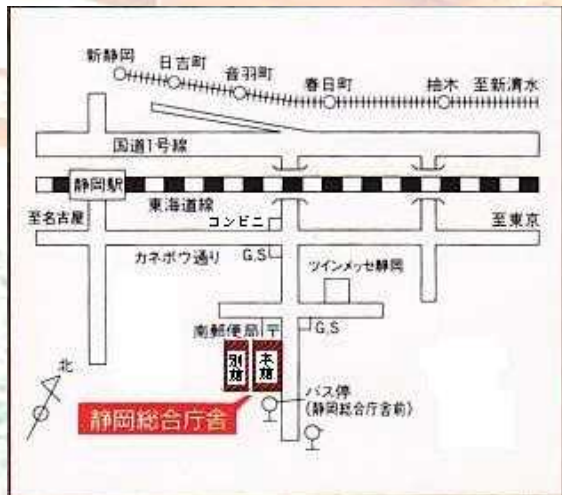 新静岡
日吉町
音羽町
春日町
柚木
至新清水
国道1号線
静岡駅
東海道線
至名古屋
コンビニ
至東京
カネボウ通り
G.S
ツインメッセ静岡
南郵便局〒
G.S
別館
本館
北
静岡総合庁舎
バス停
(静岡総合庁舎前)